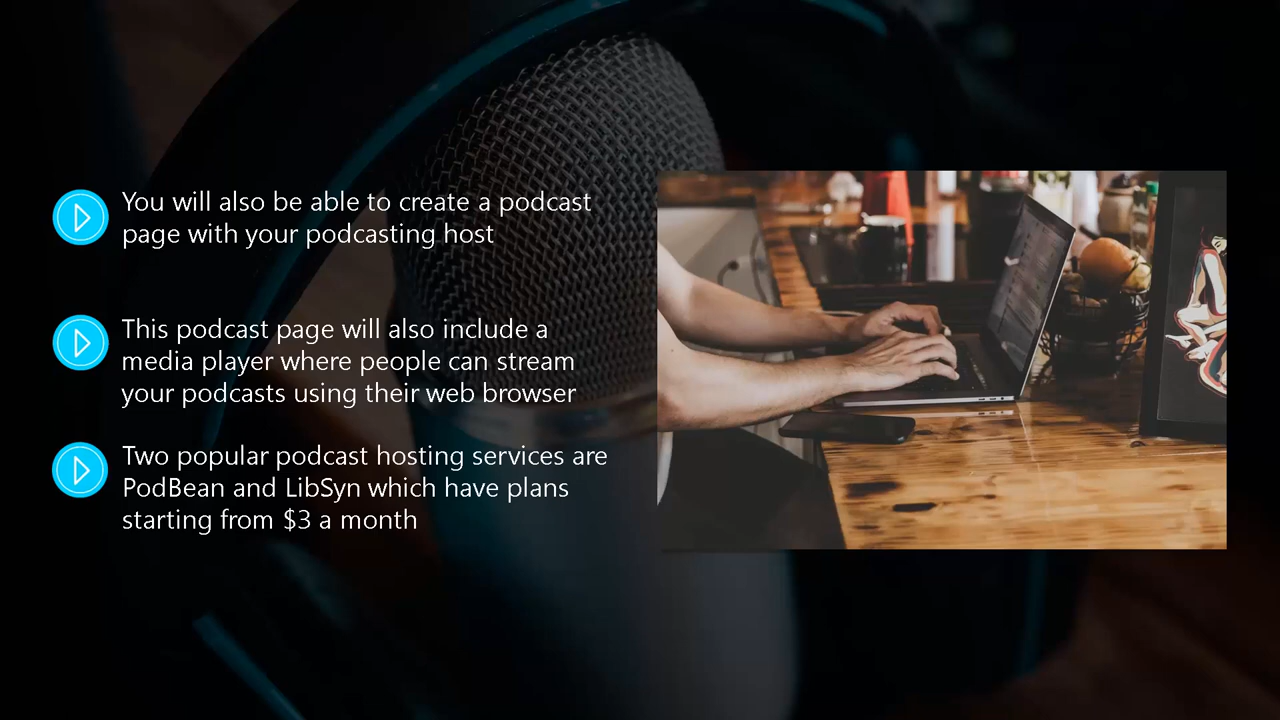 You will also be able to create a podcast
page with your podcasting host
This podcast page will also include a
media player where people can stream
your podcasts using their web browser
Two popular podcast hosting services are
PodBean and LibSyn which have plans
starting from $3 a month